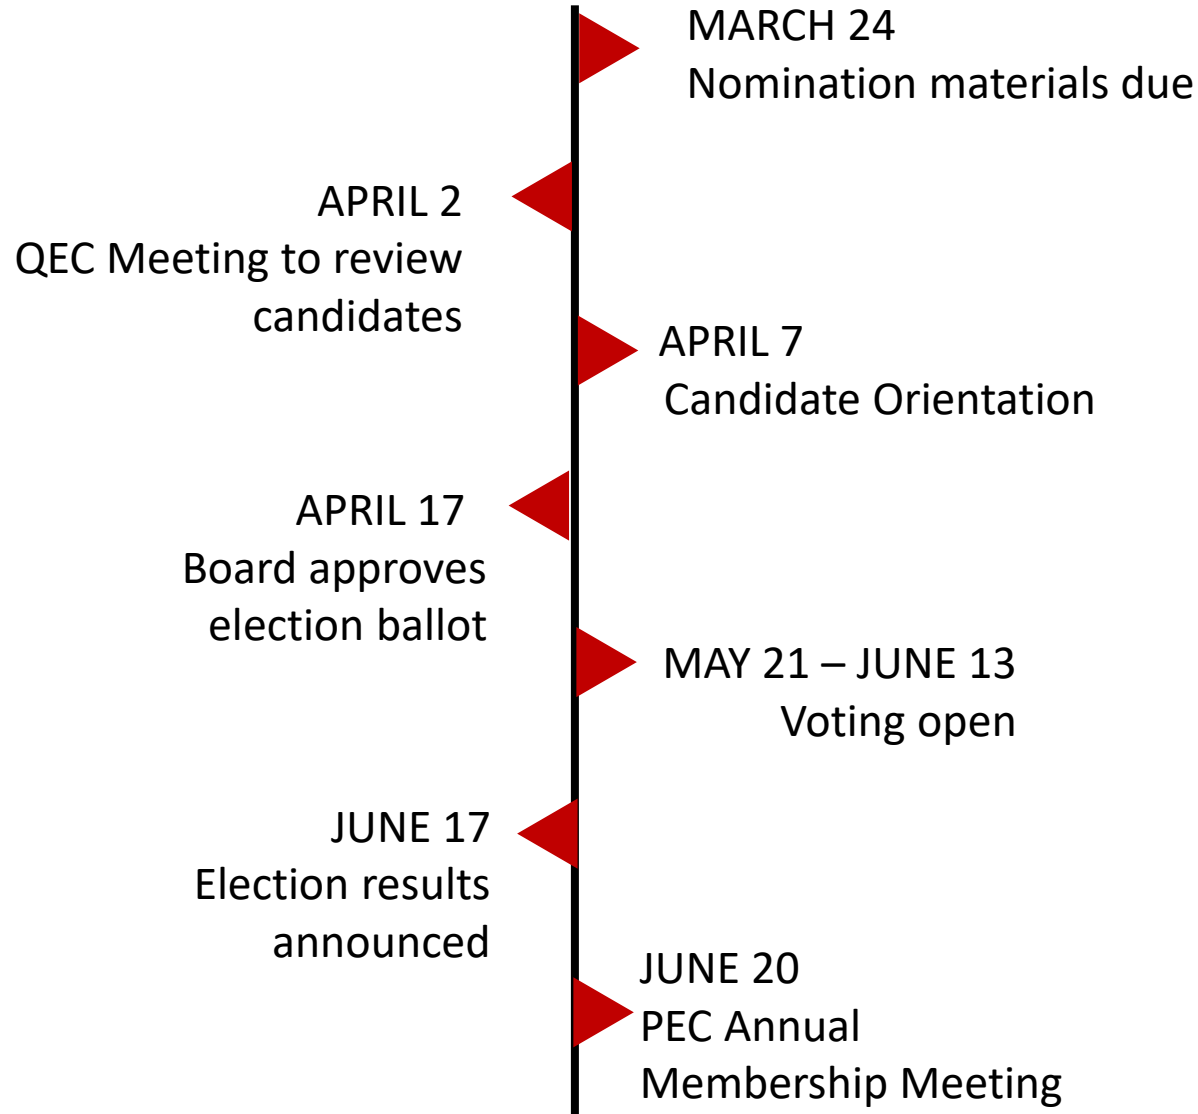 MARCH 24
Nomination materials due
APRIL 2
QEC Meeting to review
candidates
APRIL 7
Candidate Orientation
APRIL 17
Board approves
election ballot
MAY 21 – JUNE 13
Voting open
JUNE 17
Election results
announced
JUNE 20
PEC Annual
Membership Meeting